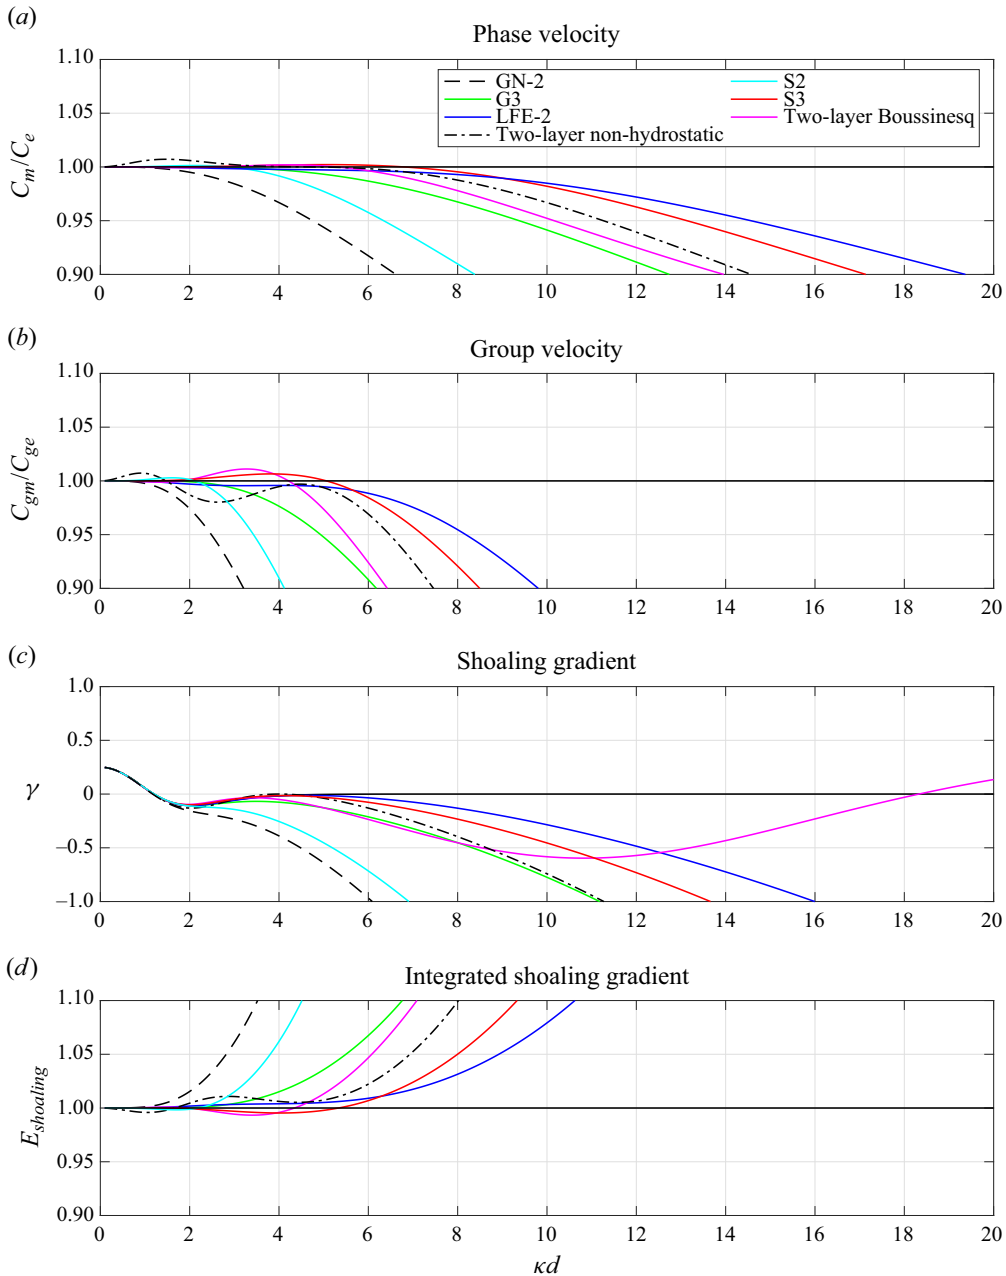 (a)
Phase velocity
1.10
1.05
1.00
0.95
0.90
C_m/C_e
GN-2
G3
LFE-2
Two-layer non-hydrostatic
S2
S3
Two-layer Boussinesq
0 2 4 6 8 10 12 14 16 18 20
(b)
Group velocity
1.10
1.05
1.00
0.95
0.90
C_gm/C_ge
0 2 4 6 8 10 12 14 16 18 20
(c)
Shoaling gradient
1.0
0.5
0
–0.5
–1.0
γ
0 2 4 6 8 10 12 14 16 18 20
(d)
Integrated shoaling gradient
1.10
1.05
1.00
0.95
0.90
E_shoaling
0 2 4 6 8 10 12 14 16 18 20
κd